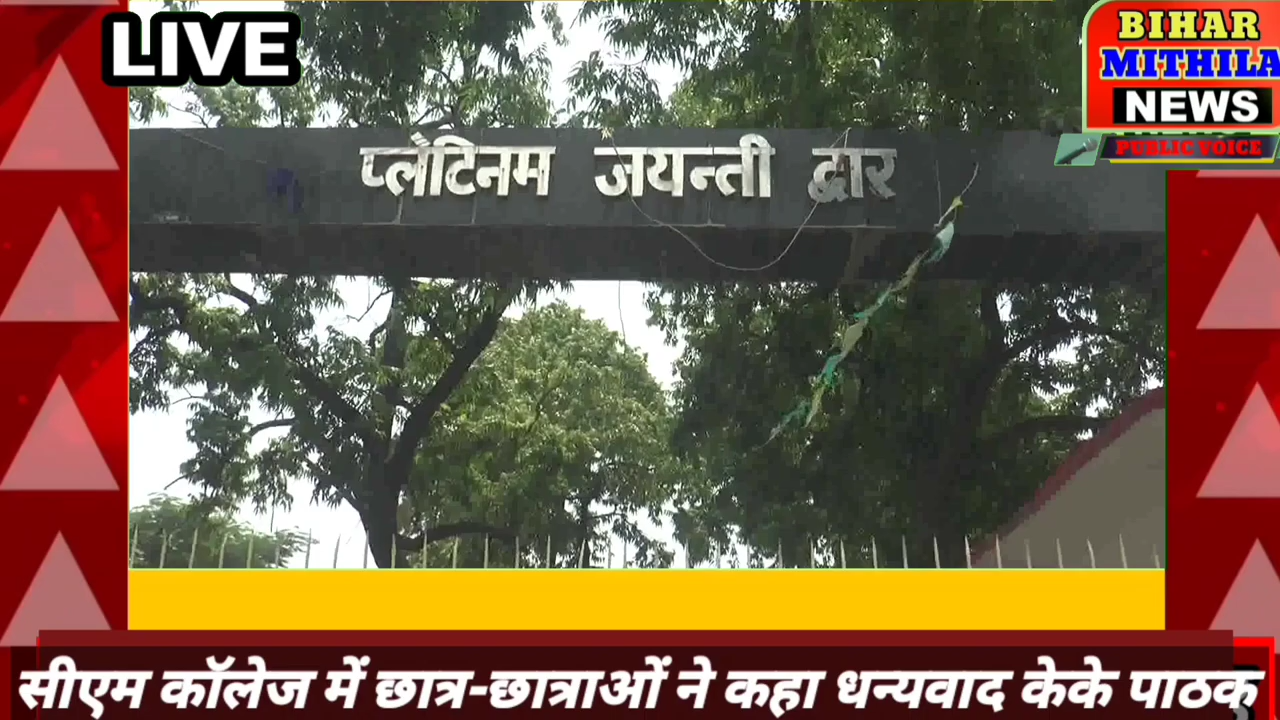 LIVE
BIHAR
MITHILA
NEWS
PUBLIC VOICE
प्लेटिनम जयन्ती द्वार
सीएम कॉलेज में छात्र-छात्राओं ने कहा धन्यवाद केके पाठक